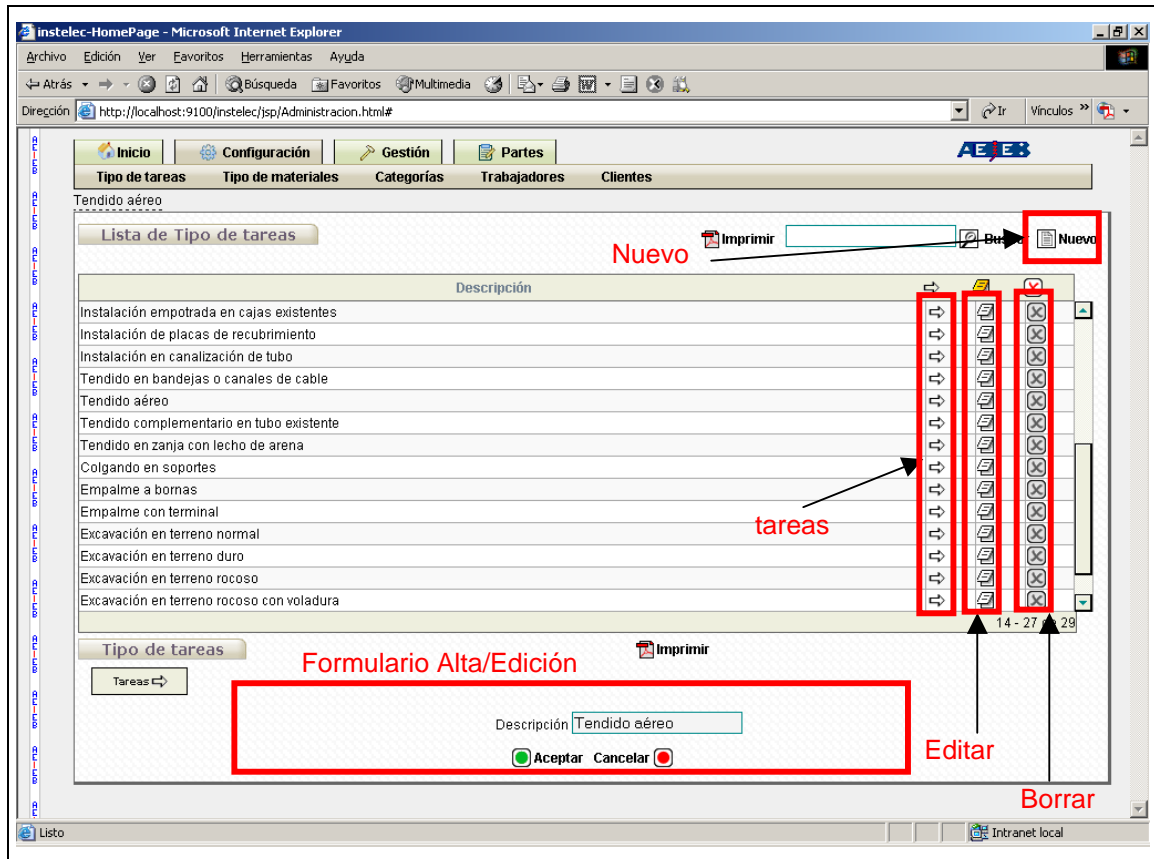 instelec-HomePage - Microsoft Internet Explorer
Archivo Edición Ver Favoritos Herramientas Ayuda
Atrás Búsqueda Favoritos Multimedia
Dirección http://localhost:9100/instelec/jsp/Administracion.html# Ir Vínculos »
Inicio Configuración Gestión Partes
Tipo de tareas Tipo de materiales Categorías Trabajadores Clientes
Tendido aéreo
Lista de Tipo de tareas Imprimir Nuevo
Nuevo
Descripción
Instalación empotrada en cajas existentes
Instalación de placas de recubrimiento
Instalación en canalización de tubo
Tendido en bandejas o canales de cable
Tendido aéreo
Tendido complementario en tubo existente
Tendido en zanja con lecho de arena
Colgando en soportes
Empalme a bornas
Empalme con terminal
Excavación en terreno normal
Excavación en terreno duro
Excavación en terreno rocoso
Excavación en terreno rocoso con voladura
tareas
14 - 27 de 29
Tipo de tareas Imprimir
Formulario Alta/Edición
Tareas
Descripción Tendido aéreo
Aceptar Cancelar
Editar
Borrar
Listo Intranet local